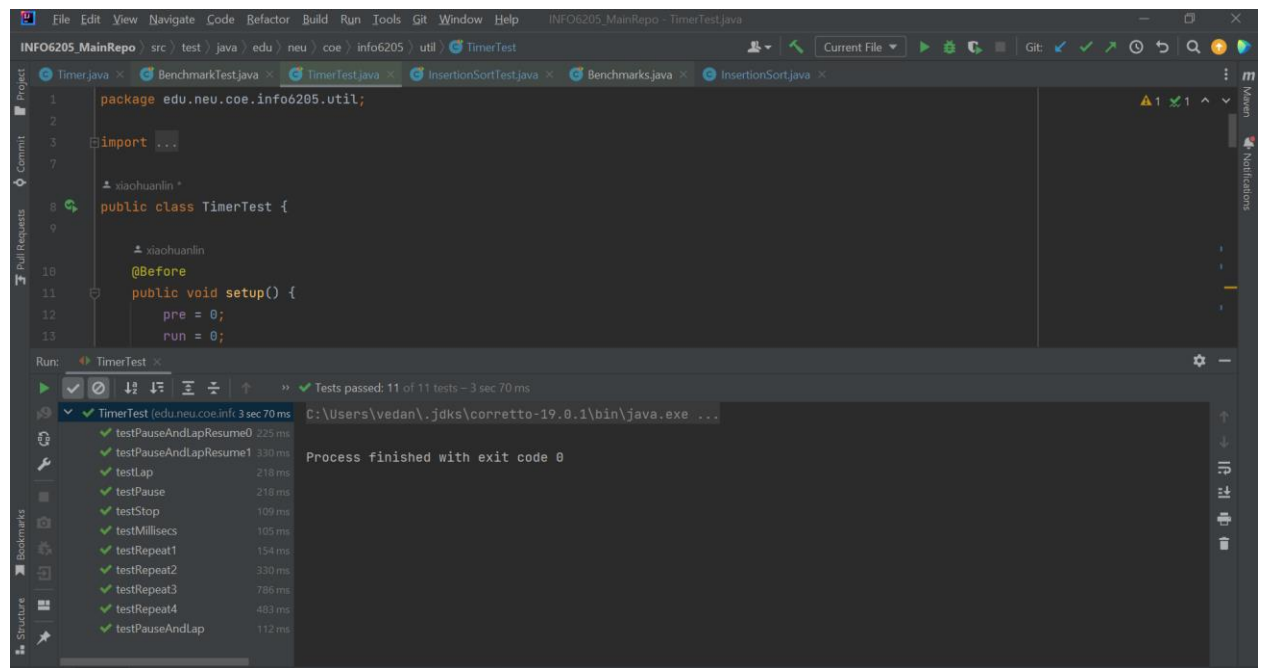 File Edit View Navigate Code Refactor Build Run Tools Git Window Help INFO6205_MainRepo - TimerTest.java
INFO6205_MainRepo src test java edu neu coe info6205 util TimerTest Current File Git:
Timer.java BenchmarkTest.java TimerTest.java InsertionSortTest.java Benchmarks.java InsertionSort.java
Project
Commit
Pull Requests
Bookmarks
Structure
1 package edu.neu.coe.info6205.util; 1 1
2
3 import ...
7
xiaohuanlin *
8 public class TimerTest {
9
xiaohuanlin
10 @Before
11 public void setup() {
12 pre = 0;
13 run = 0;
m Maven
Notifications
Run: TimerTest
» Tests passed: 11 of 11 tests – 3 sec 70 ms
TimerTest (edu.neu.coe.info 3 sec 70 ms C:\Users\vedan\.jdks\corretto-19.0.1\bin\java.exe ...
testPauseAndLapResume0 225 ms
testPauseAndLapResume1 330 ms Process finished with exit code 0
testLap 218 ms
testPause 218 ms
testStop 109 ms
testMillisecs 105 ms
testRepeat1 154 ms
testRepeat2 330 ms
testRepeat3 786 ms
testRepeat4 483 ms
testPauseAndLap 112 ms